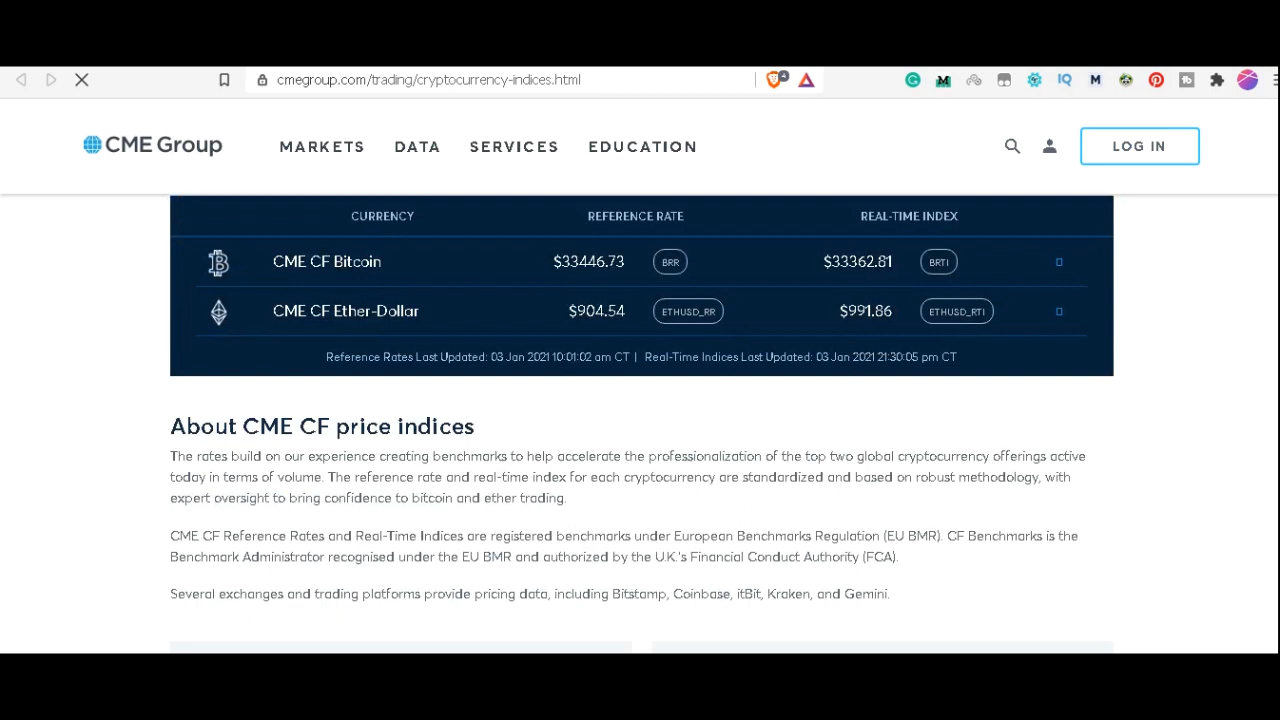 cmegroup.com/trading/cryptocurrency-indices.html
4
CME Group
MARKETS DATA SERVICES EDUCATION
LOG IN
CURRENCY REFERENCE RATE REAL-TIME INDEX
CME CF Bitcoin $33446.73 BRR $33362.81 BRTI
CME CF Ether-Dollar $904.54 ETHUSD_RR $991.86 ETHUSD_RTI
Reference Rates Last Updated: 03 Jan 2021 10:01:02 am CT | Real-Time Indices Last Updated: 03 Jan 2021 21:30:05 pm CT
About CME CF price indices
The rates build on our experience creating benchmarks to help accelerate the professionalization of the top two global cryptocurrency offerings active
today in terms of volume. The reference rate and real-time index for each cryptocurrency are standardized and based on robust methodology, with
expert oversight to bring confidence to bitcoin and ether trading.
CME CF Reference Rates and Real-Time Indices are registered benchmarks under European Benchmarks Regulation (EU BMR). CF Benchmarks is the
Benchmark Administrator recognised under the EU BMR and authorized by the U.K.'s Financial Conduct Authority (FCA).
Several exchanges and trading platforms provide pricing data, including Bitstamp, Coinbase, itBit, Kraken, and Gemini.